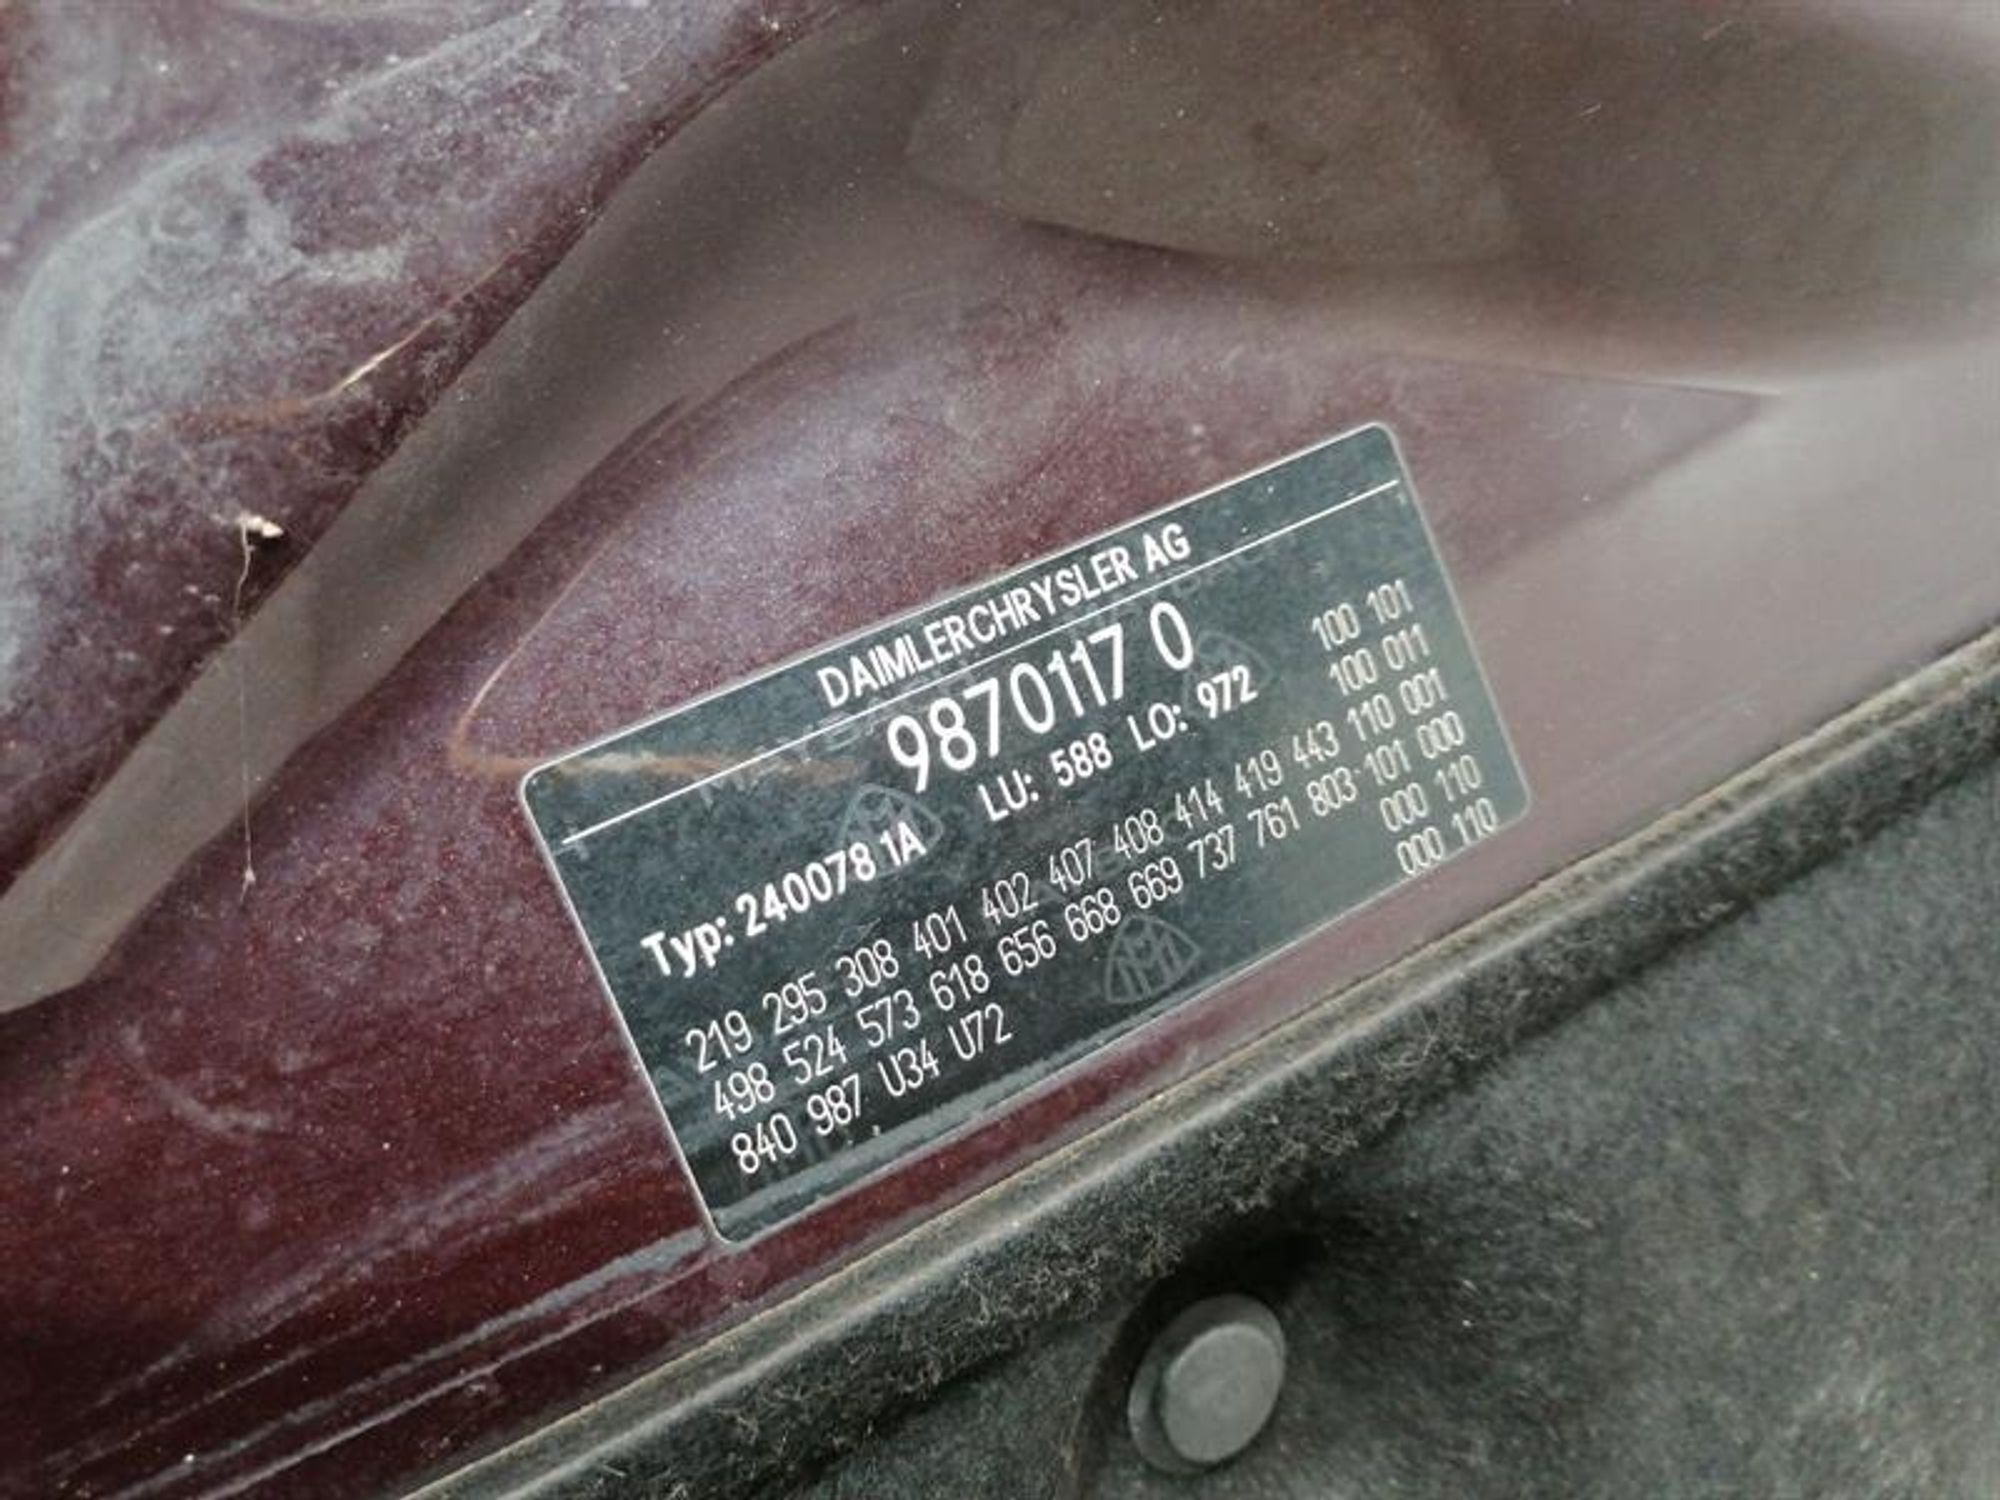 DAIMLERCHRYSLER AG
9870117 0
Typ: 240078 1A LU: 588 LO: 972
100 101
100 011
219 295 308 401 402 407 408 414 419 443 110 001
498 524 573 618 656 668 669 737 761 803 101 000
840 987 U34 U72 000 110
000 110